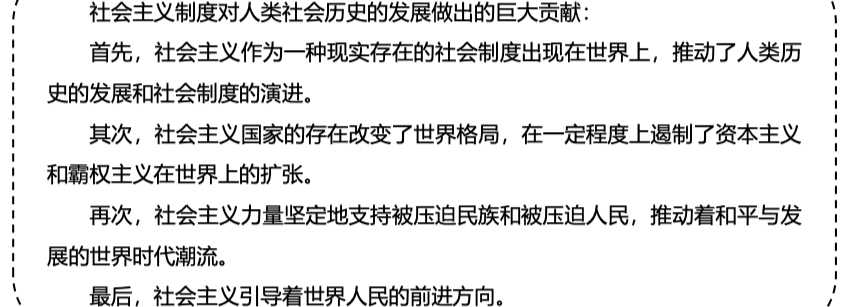 社会主义制度对人类社会历史的发展做出的巨大贡献：
首先，社会主义作为一种现实存在的社会制度出现在世界上，推动了人类历
史的发展和社会制度的演进。
其次，社会主义国家的存在改变了世界格局，在一定程度上遏制了资本主义
和霸权主义在世界上的扩张。
再次，社会主义力量坚定地支持被压迫民族和被压迫人民，推动着和平与发
展的世界时代潮流。
最后，社会主义引导着世界人民的前进方向。